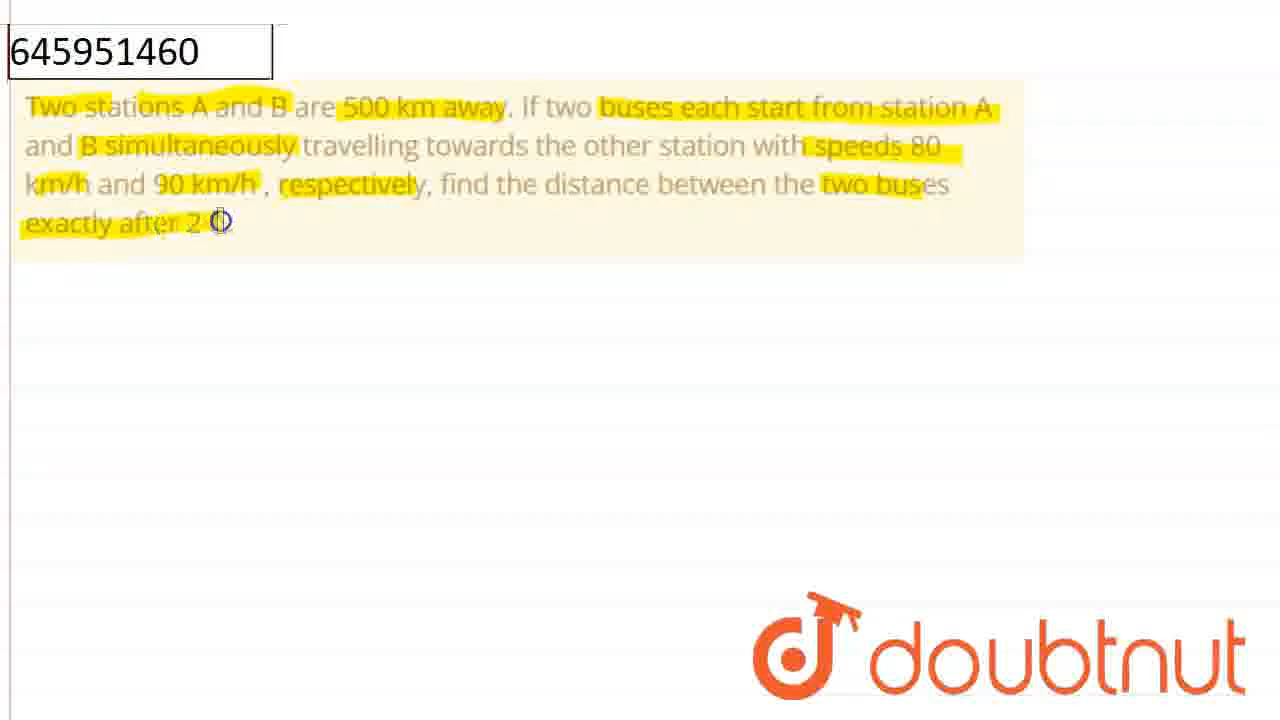 645951460
Two stations A and B are 500 km away. If two buses each start from station A
and B simultaneously travelling towards the other station with speeds 80
km/h and 90 km/h , respectively, find the distance between the two buses
exactly after 2
doubtnut